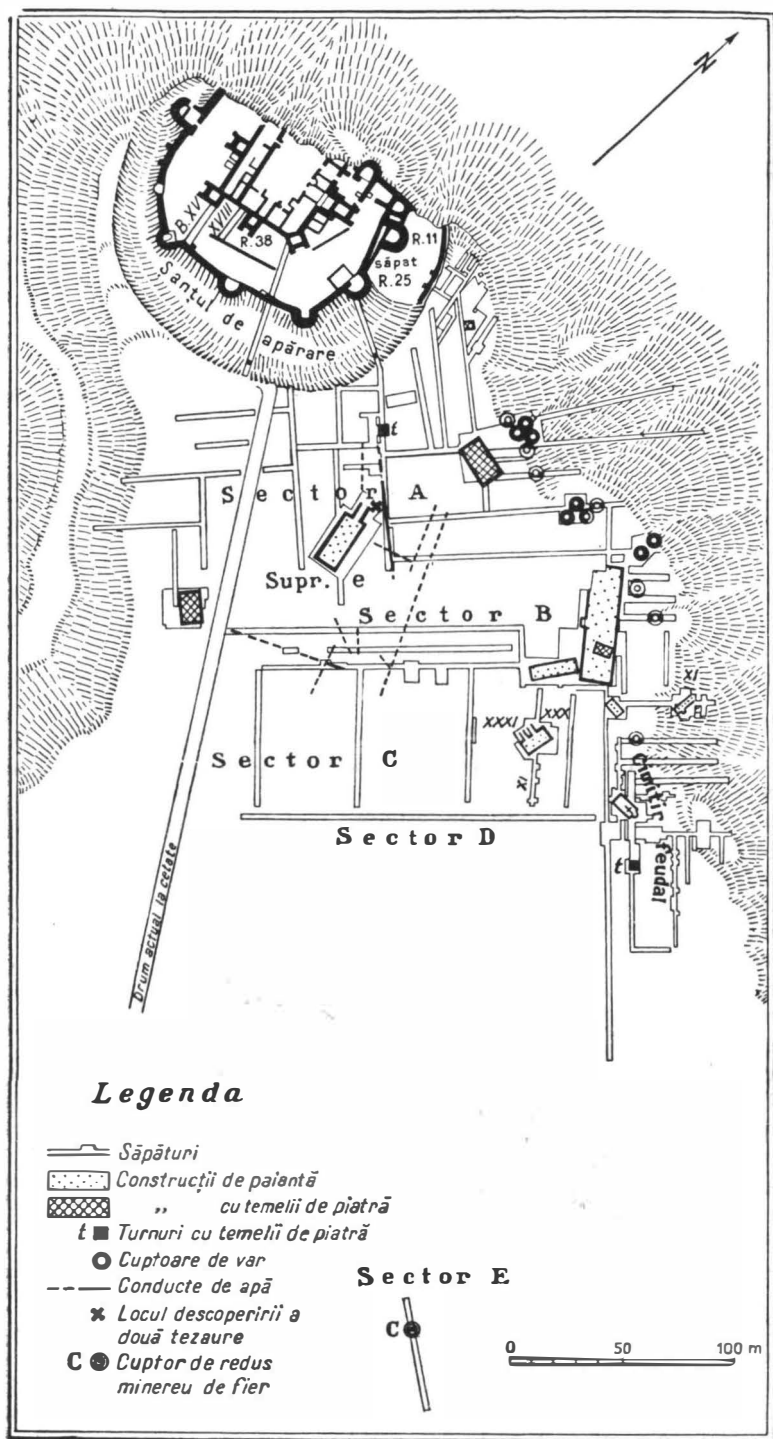 N
B.XV
XVIII
R.38
R.11
săpat
R.25
Șanțul de apărare
t
Sector A
Supr. e
Sector B
XI
XXXI
XXX
XI
Sector C
Cimitir feudal
Sector D
t
Drum actual la cetate
Legenda
Săpături
Construcții de paiantă
„ cu temelii de piatră
t Turnuri cu temelii de piatră
Cuptoare de var
Conducte de apă
Locul descoperirii a
două tezaure
C Cuptor de redus
minereu de fier
Sector E
C
0 50 100 m